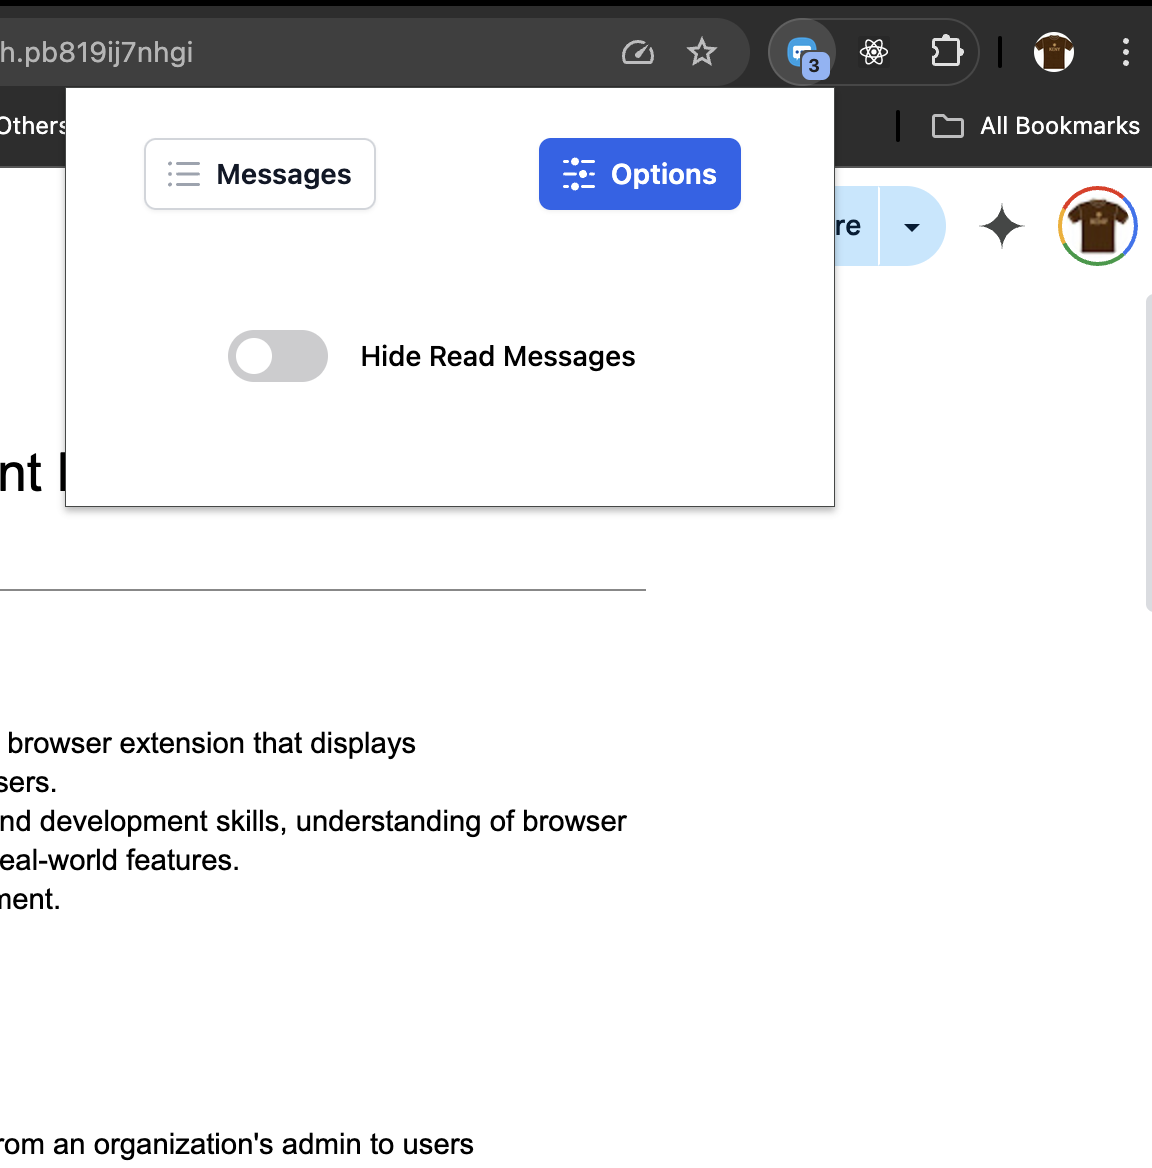 h.pb819ij7nhgi
3
Others
All Bookmarks
Messages
Options
re
Hide Read Messages
nt
browser extension that displays
sers.
nd development skills, understanding of browser
eal-world features.
ment.
rom an organization's admin to users